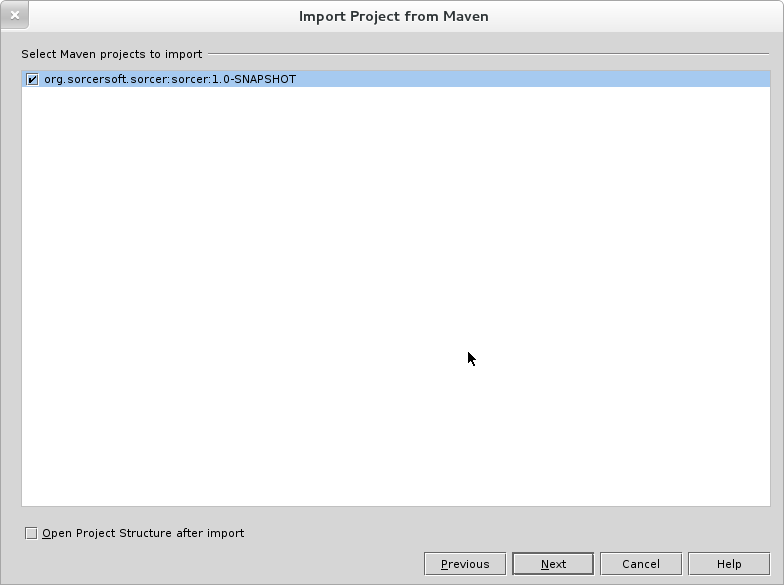 Import Project from Maven
Select Maven projects to import
org.sorcersoft.sorcer:sorcer:1.0-SNAPSHOT
Open Project Structure after import
Previous
Next
Cancel
Help